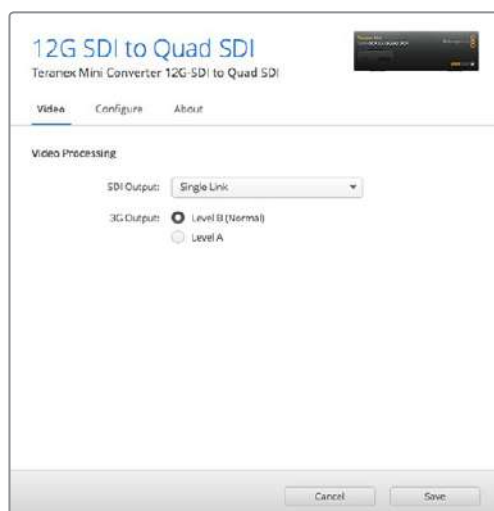 12G SDI to Quad SDI
Teranex Mini Converter 12G-SDI to Quad SDI
Video Configure About
Video Processing
SDI Output: Single Link
3G Output: Level B (Normal)
Level A
Cancel Save